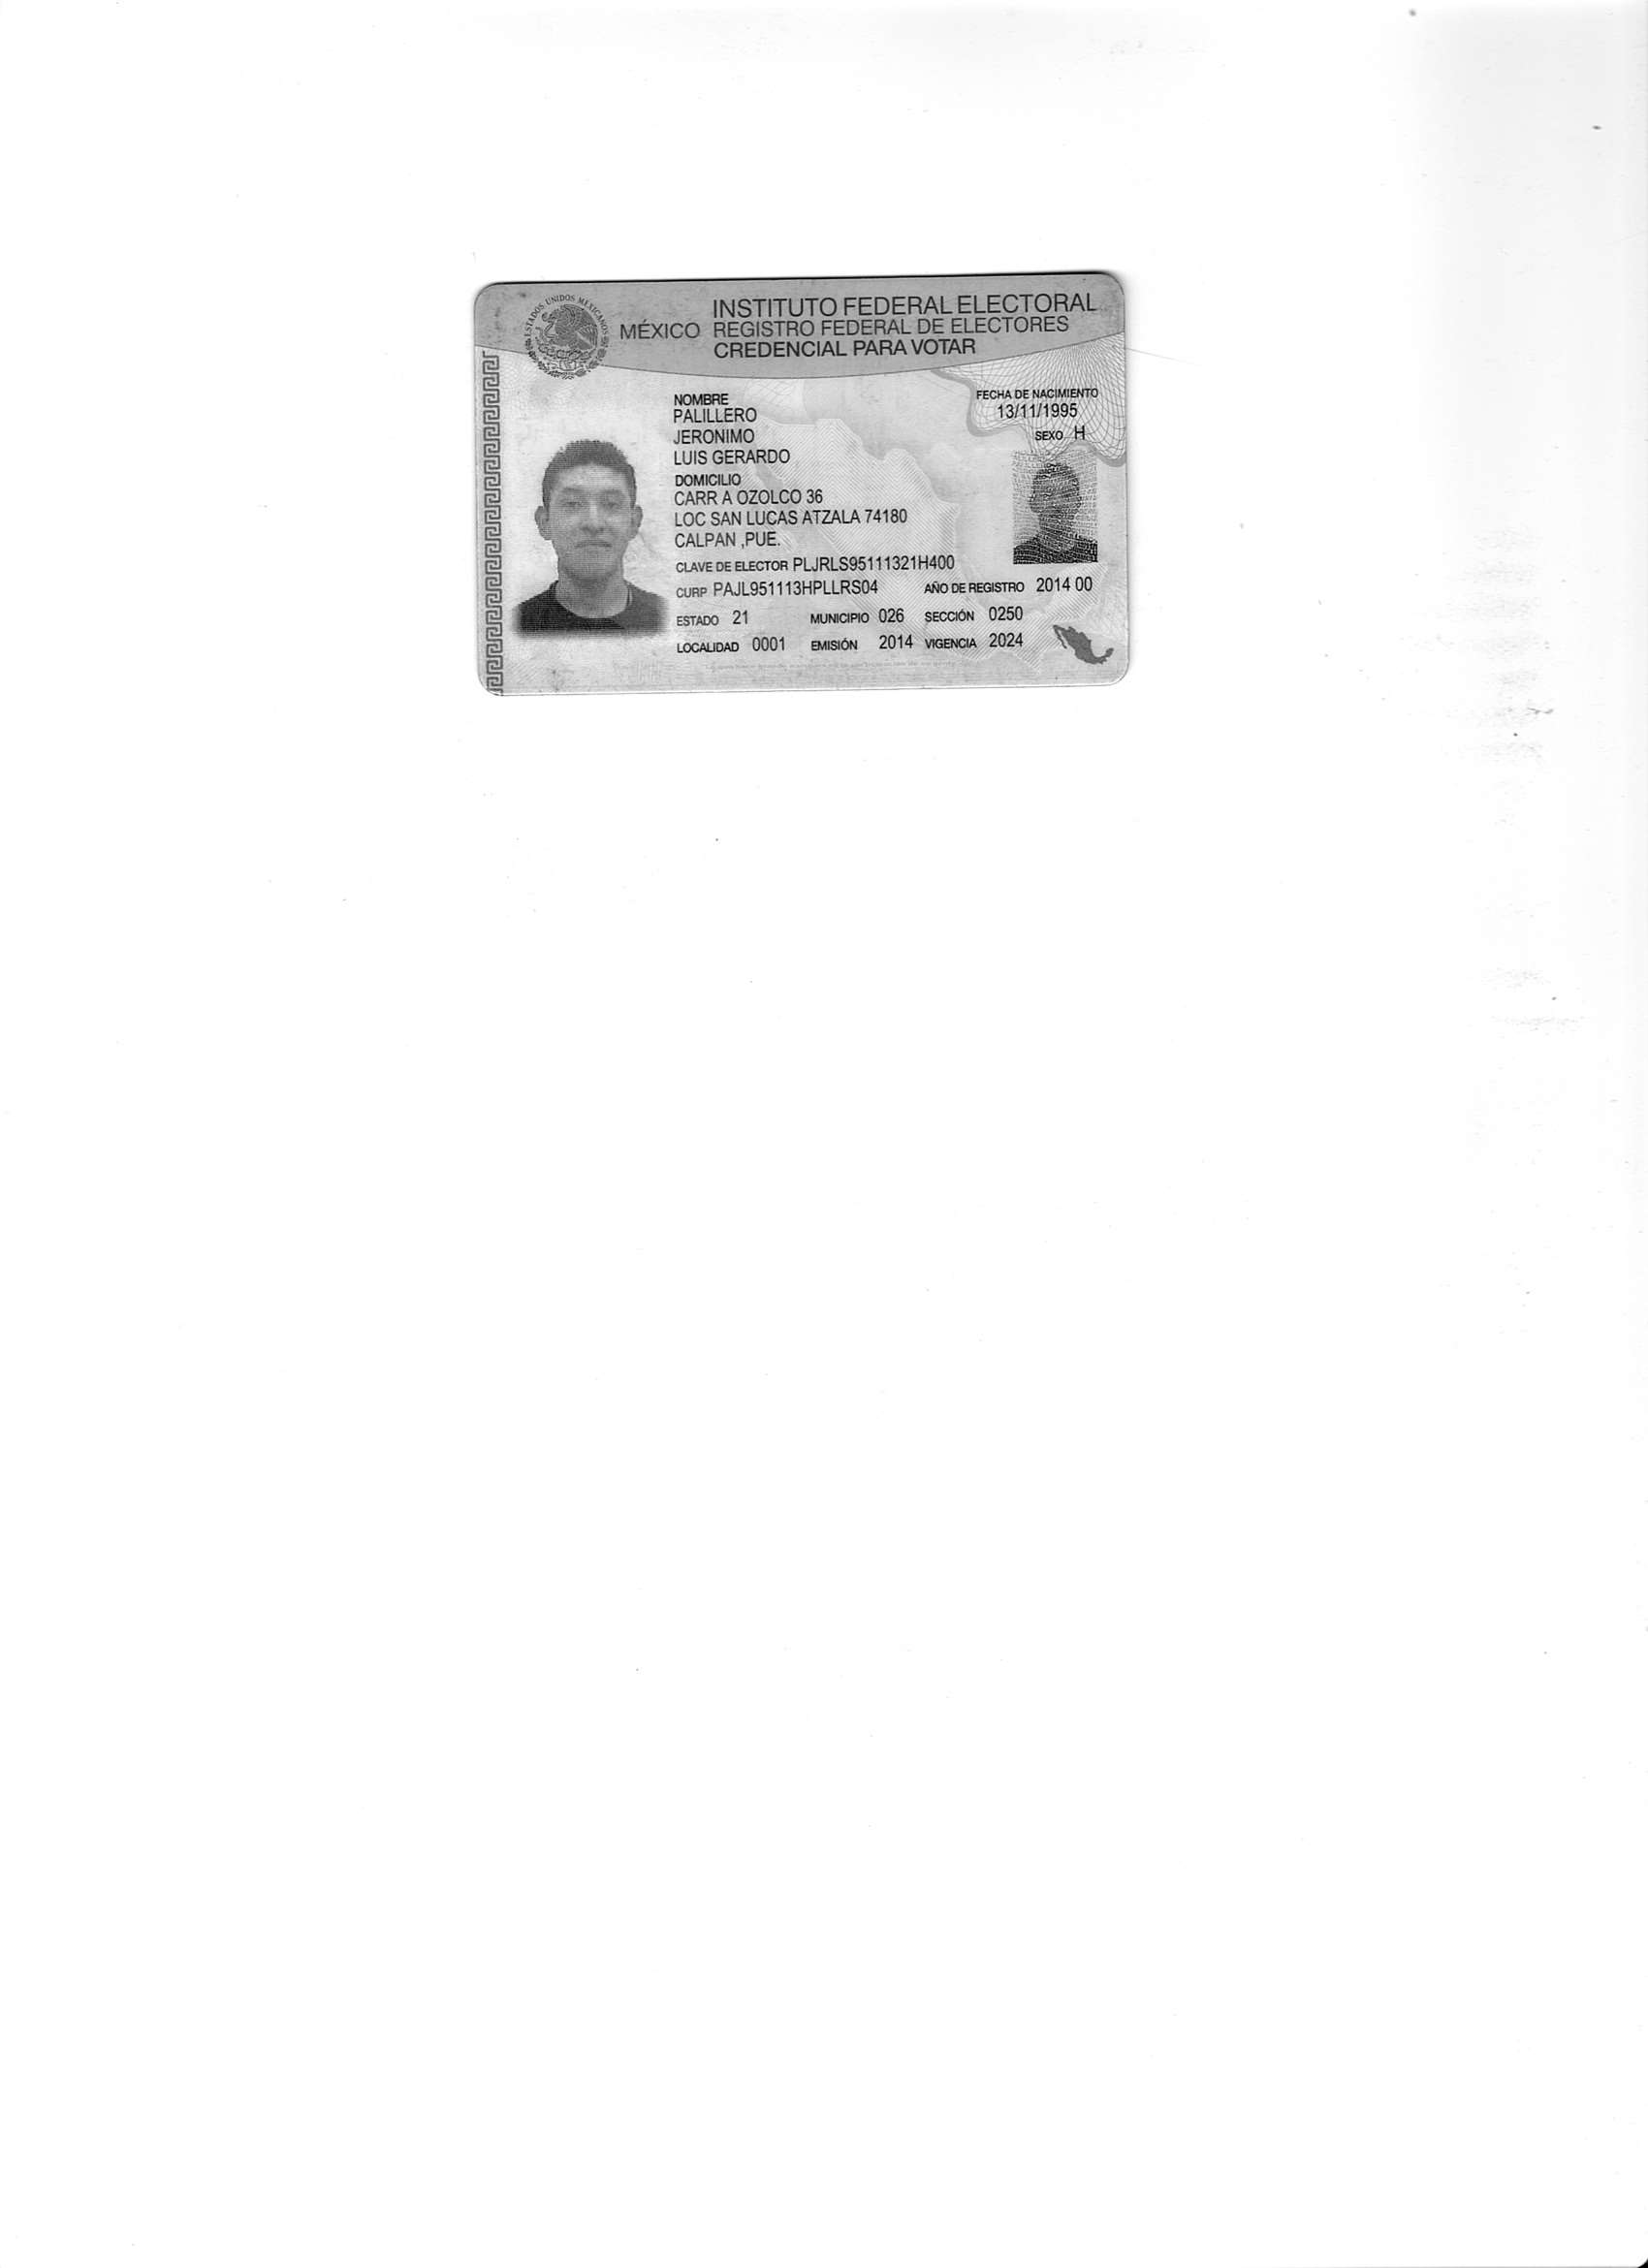 ESTADOS UNIDOS MEXICANOS
MÉXICO
INSTITUTO FEDERAL ELECTORAL
REGISTRO FEDERAL DE ELECTORES
CREDENCIAL PARA VOTAR
NOMBRE
PALILLERO
JERONIMO
LUIS GERARDO
FECHA DE NACIMIENTO
13/11/1995
SEXO H
DOMICILIO
CARR A OZOLCO 36
LOC SAN LUCAS ATZALA 74180
CALPAN ,PUE.
CLAVE DE ELECTOR PLJRLS95111321H400
CURP PAJL951113HPLLRS04 AÑO DE REGISTRO 2014 00
ESTADO 21 MUNICIPIO 026 SECCIÓN 0250
LOCALIDAD 0001 EMISIÓN 2014 VIGENCIA 2024